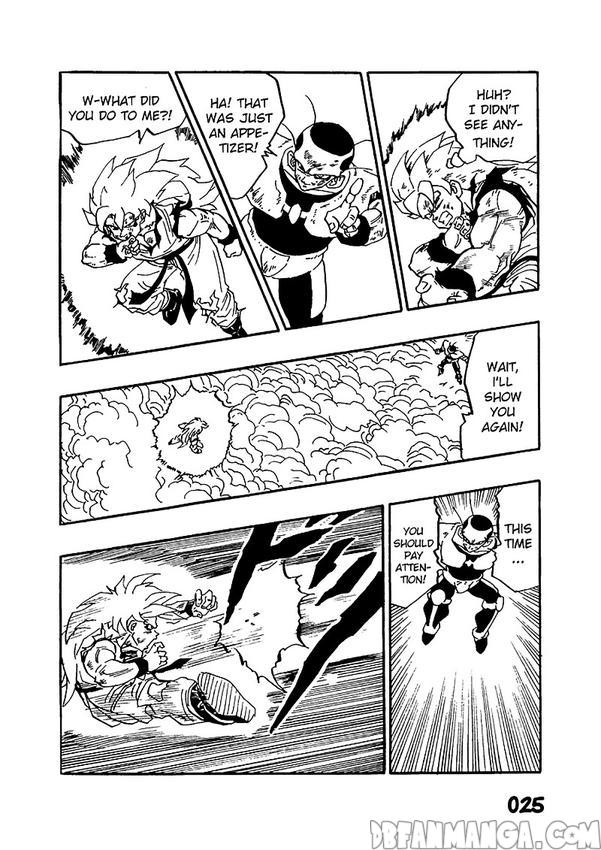 HUH?
I DIDN'T
SEE ANY-
THING!
HA! THAT
WAS JUST
AN APPE-
TIZER!
W-WHAT DID
YOU DO TO ME?!
WAIT,
I'LL
SHOW
YOU
AGAIN!
THIS
TIME
...
YOU
SHOULD
PAY
ATTEN-
TION!
025
DBFANMANGA.COM